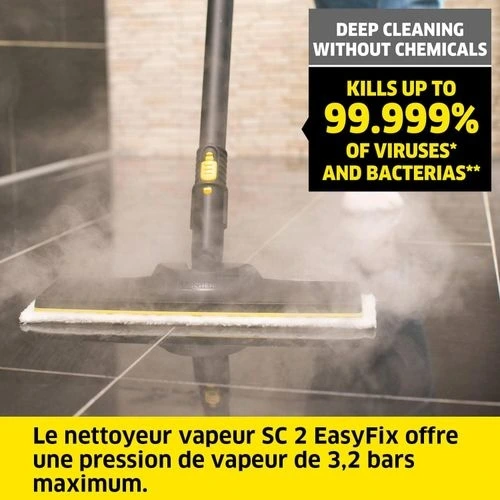 DEEP CLEANING
WITHOUT CHEMICALS
KILLS UP TO
99.999%
OF VIRUSES*
AND BACTERIAS**
Le nettoyeur vapeur SC 2 EasyFix offre
une pression de vapeur de 3,2 bars
maximum.